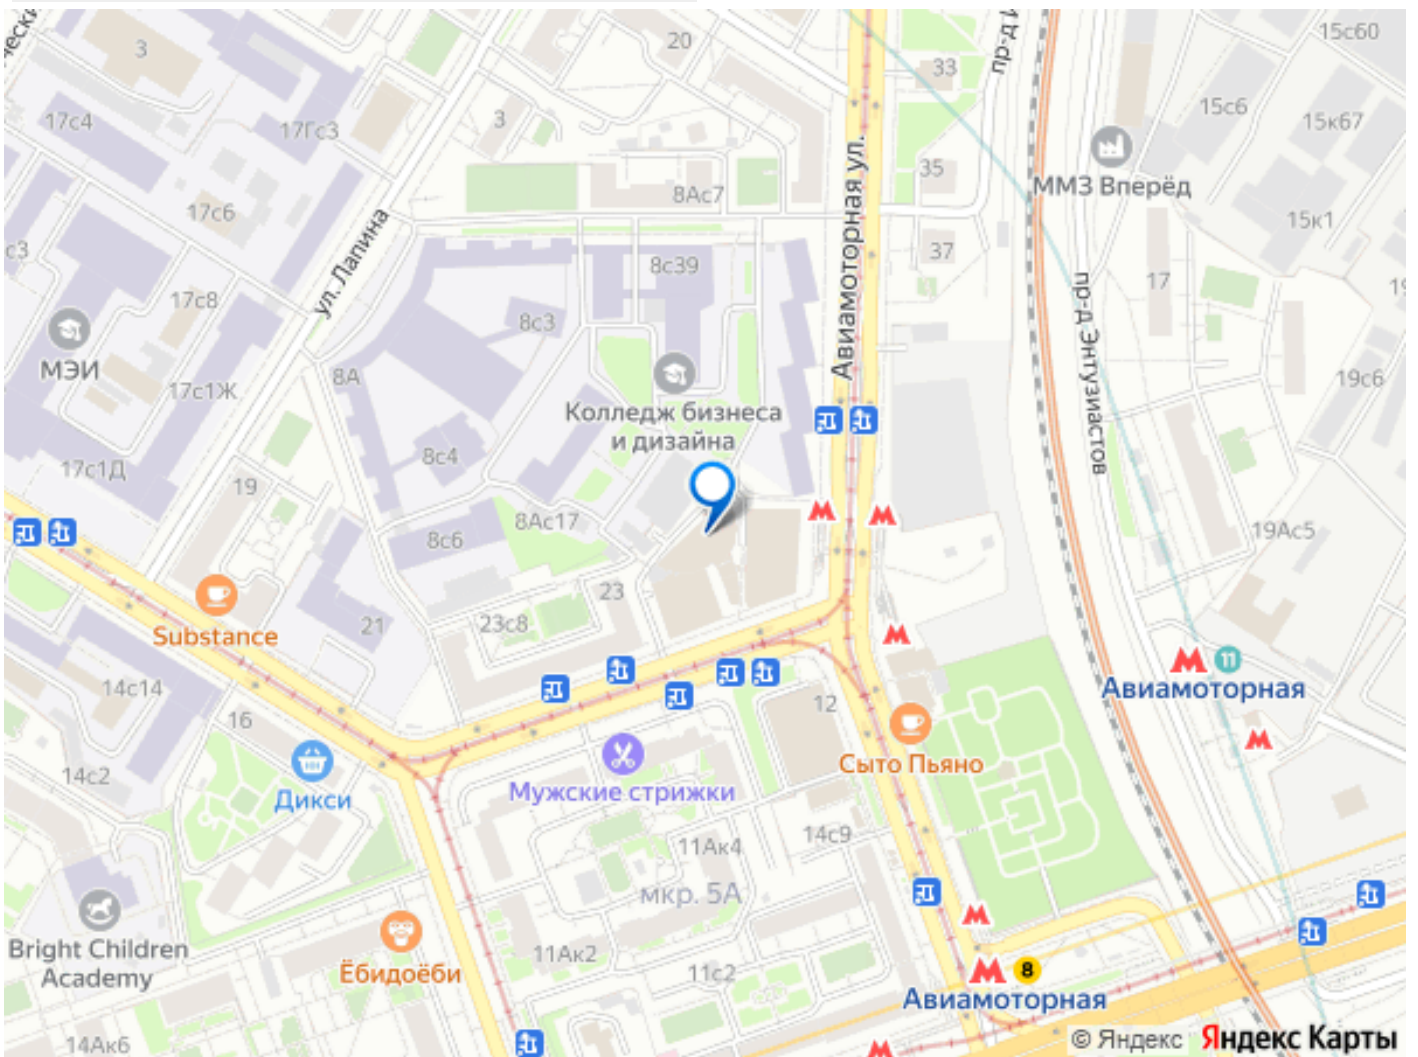 15с60
20
3
33
15с6
15к67
17с4
17Гс3
3
35
ММЗ Вперёд
8Ас7
17с6
15к1
37
8с39
17
17с8
ул. Лапина
Авиамоторная ул.
8с3
пр-д Энтузиастов
МЭИ
8А
17с1Ж
19с6
Колледж бизнеса
и дизайна
8с4
17с1Д
19
8Ас17
8с6
19Ас5
М
М
23
Substance
23с8
21
М
М
11
Авиамоторная
14с14
12
16
М
Сыто Пьяно
14с2
Дикси
Мужские стрижки
14с9
11Ак4
мкр. 5А
Bright Children
Academy
Ёбидоёби
11Ак2
11с2
М
М
8
Авиамоторная
14Ак6
М
© Яндекс Яндекс Карты